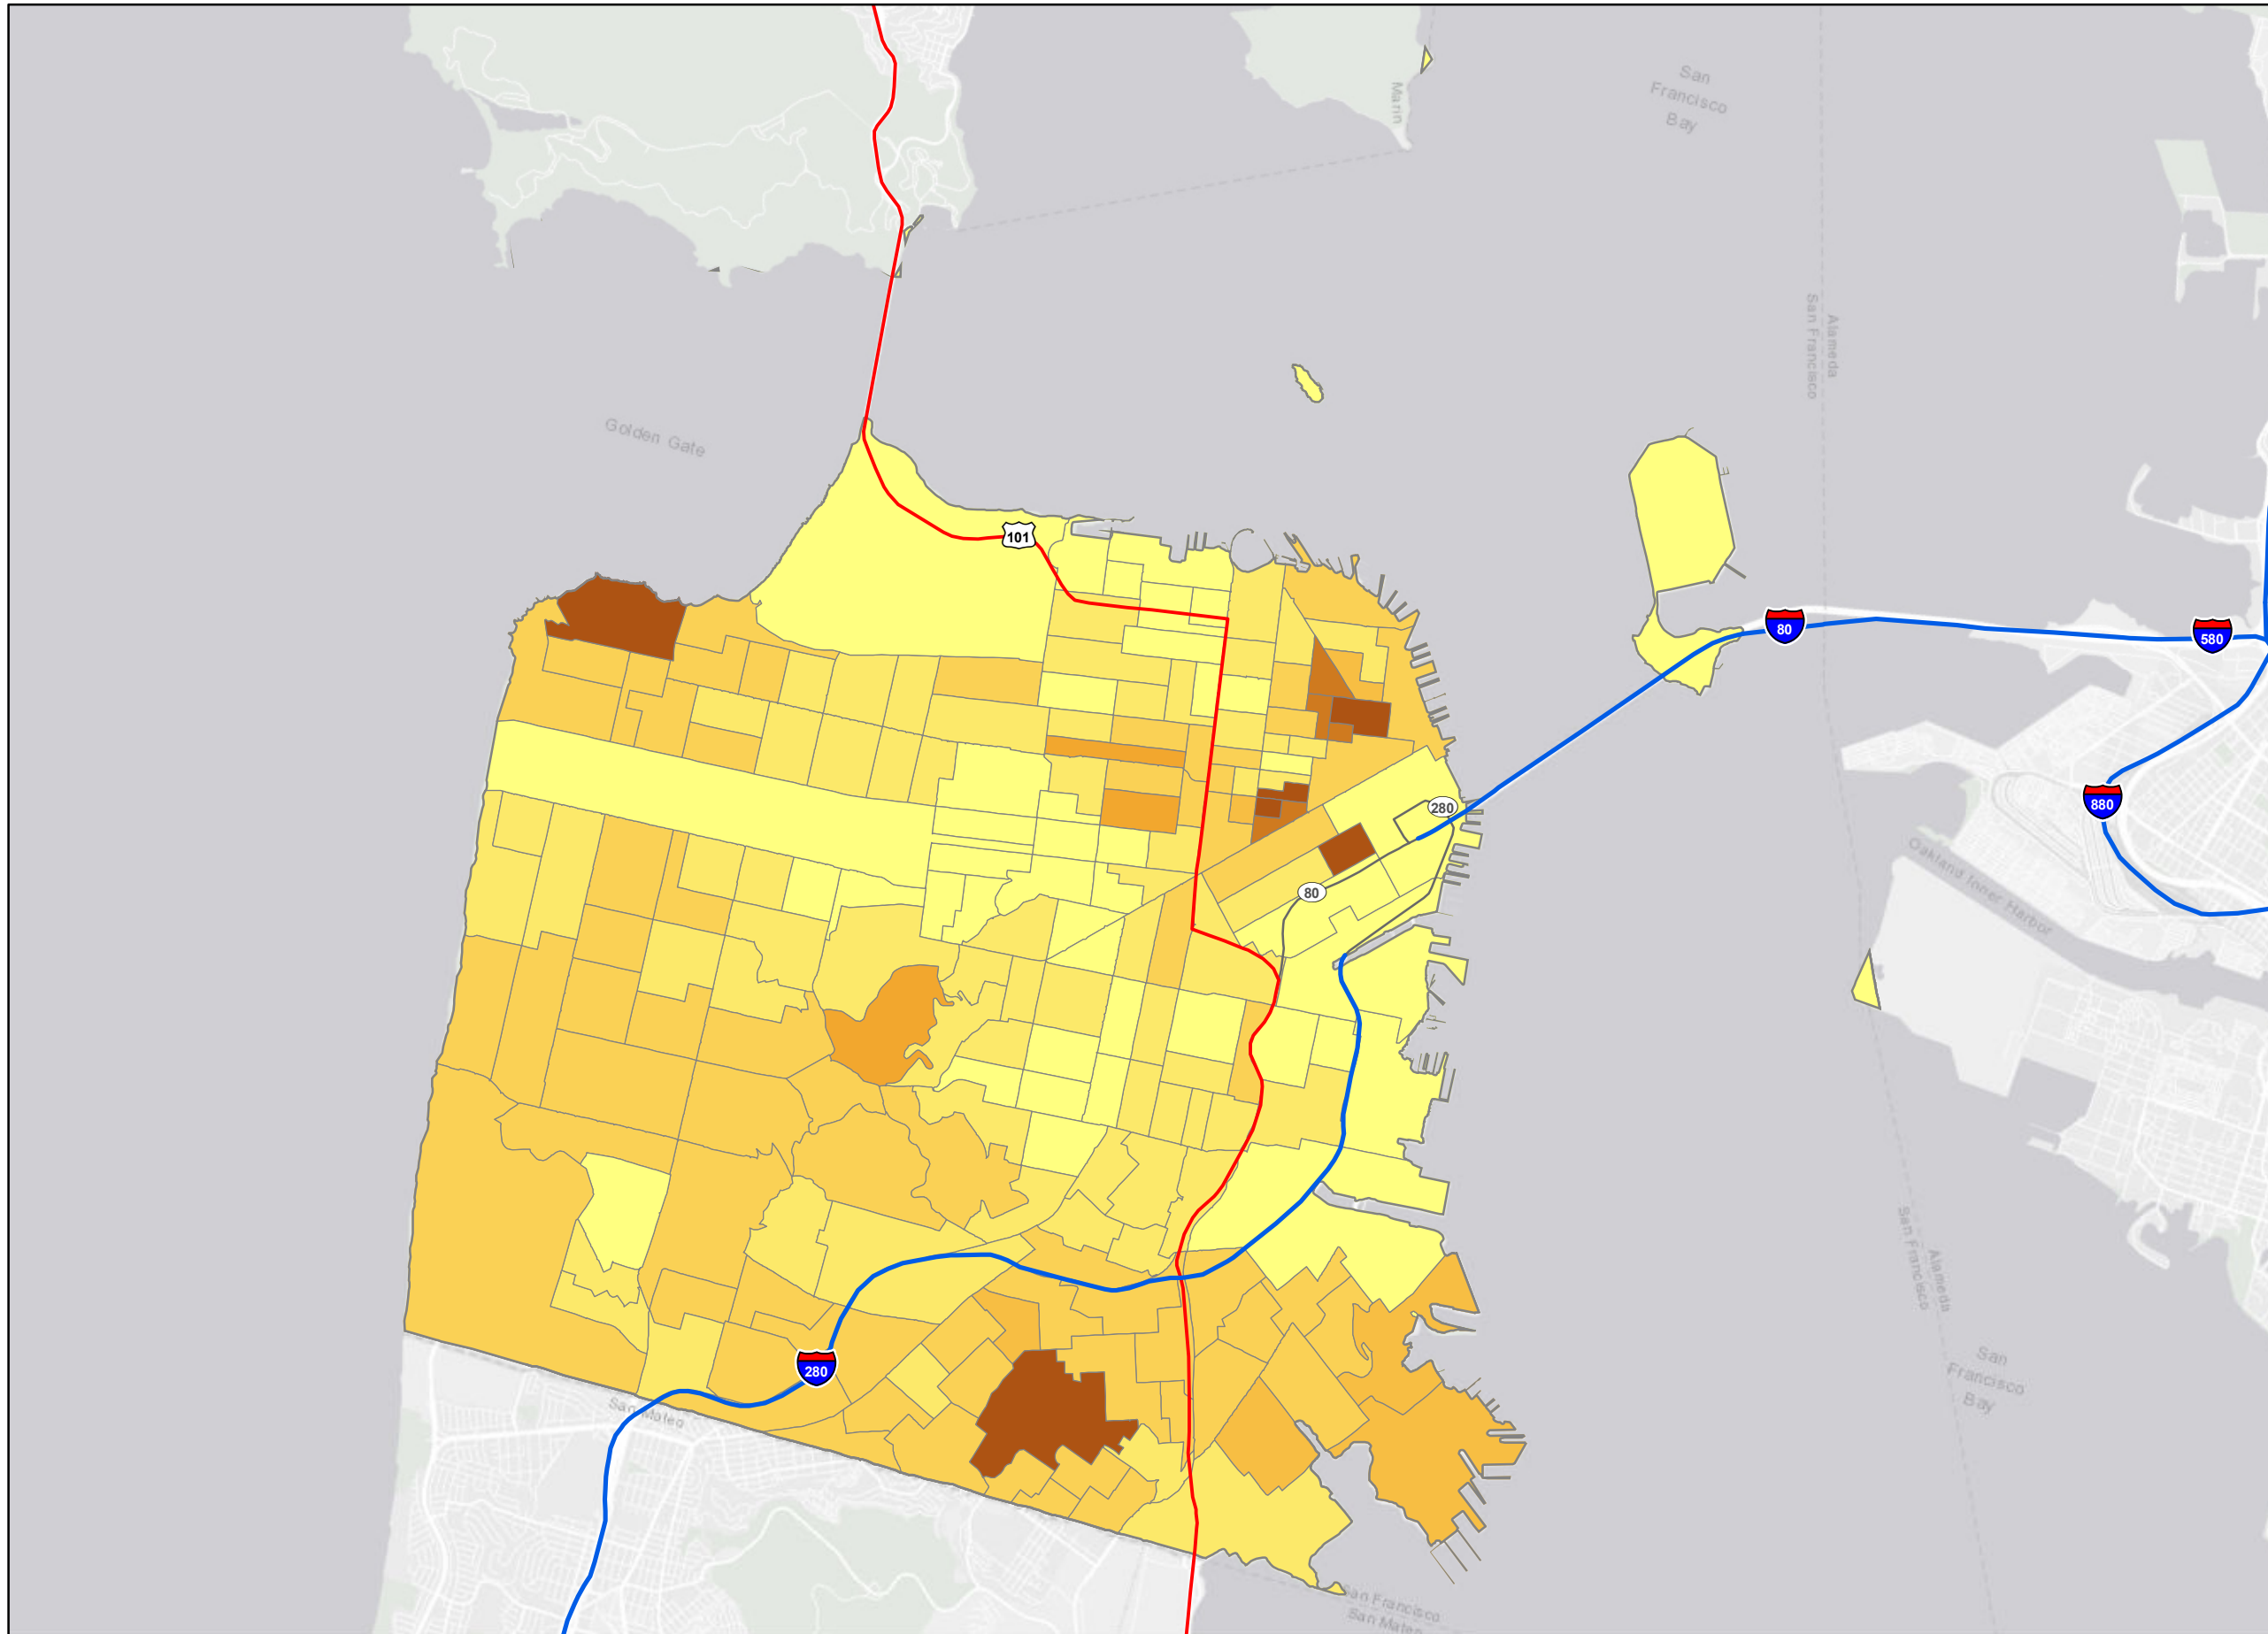 Marin
San
Francisco
Bay
Alameda
San Francisco
Golden Gate
101
80
580
280
880
80
Oakland Inner Harbor
San Francisco
Alameda
280
San
Francisco
Bay
San Mateo
San Francisco
San Mateo